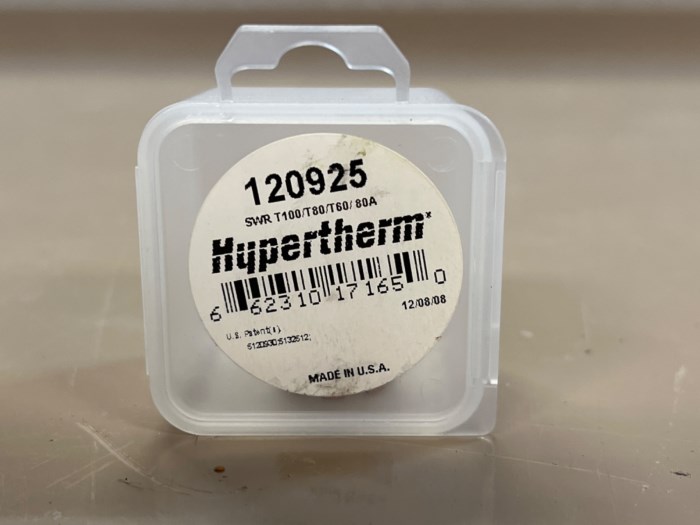 120925
SWR T100/T80/T60/ 80A
Hypertherm
6 62310 17165 0
12/08/08
U.S. Patent(s)
MADE IN U.S.A.